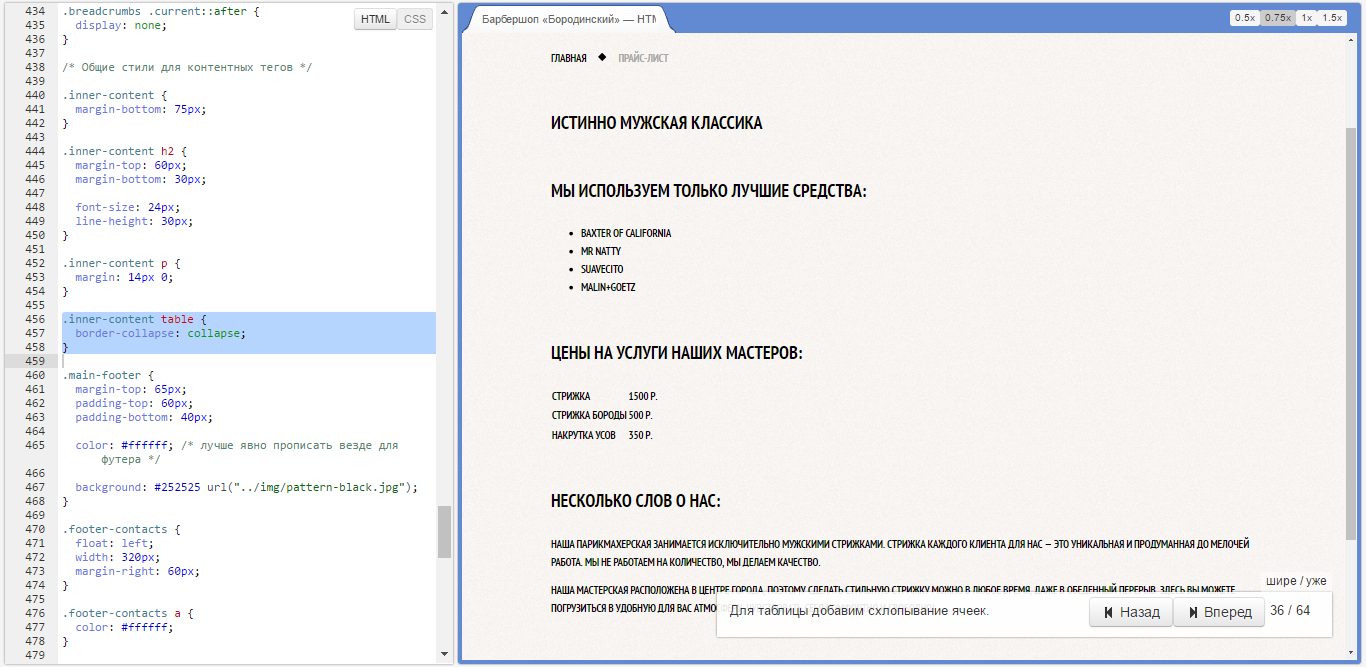 434 .breadcrumbs .current::after {
435 display: none;
436 }
437
438 /* Общие стили для контентных тегов */
439
440 .inner-content {
441 margin-bottom: 75px;
442 }
443
444 .inner-content h2 {
445 margin-top: 60px;
446 margin-bottom: 30px;
447
448 font-size: 24px;
449 line-height: 30px;
450 }
451
452 .inner-content p {
453 margin: 14px 0;
454 }
455
456 .inner-content table {
457 border-collapse: collapse;
458 }
459
460 .main-footer {
461 margin-top: 65px;
462 padding-top: 60px;
463 padding-bottom: 40px;
464
465 color: #ffffff; /* лучше явно прописать везде для
футера */
466
467 background: #252525 url("../img/pattern-black.jpg");
468 }
469
470 .footer-contacts {
471 float: left;
472 width: 320px;
473 margin-right: 60px;
474 }
475
476 .footer-contacts a {
477 color: #ffffff;
478 }
479
HTML CSS
Барбершоп «Бородинский» — HTM
0.5x 0.75x 1x 1.5x
ГЛАВНАЯ ПРАЙС-ЛИСТ
ИСТИННО МУЖСКАЯ КЛАССИКА
МЫ ИСПОЛЬЗУЕМ ТОЛЬКО ЛУЧШИЕ СРЕДСТВА:
• BAXTER OF CALIFORNIA
• MR NATTY
• SUAVECITO
• MALIN+GOETZ
ЦЕНЫ НА УСЛУГИ НАШИХ МАСТЕРОВ:
СТРИЖКА 1500 Р.
СТРИЖКА БОРОДЫ 500 Р.
НАКРУТКА УСОВ 350 Р.
НЕСКОЛЬКО СЛОВ О НАС:
НАША ПАРИКМАХЕРСКАЯ ЗАНИМАЕТСЯ ИСКЛЮЧИТЕЛЬНО МУЖСКИМИ СТРИЖКАМИ. СТРИЖКА КАЖДОГО КЛИЕНТА ДЛЯ НАС — ЭТО УНИКАЛЬНАЯ И ПРОДУМАННАЯ ДО МЕЛОЧЕЙ
РАБОТА. МЫ НЕ РАБОТАЕМ НА КОЛИЧЕСТВО, МЫ ДЕЛАЕМ КАЧЕСТВО.
НАША МАСТЕРСКАЯ РАСПОЛОЖЕНА В ЦЕНТРЕ ГОРОДА, ПОЭТОМУ СДЕЛАТЬ СТИЛЬНУЮ СТРИЖКУ МОЖНО В ЛЮБОЕ ВРЕМЯ, ДАЖЕ В ОБЕДЕННЫЙ ПЕРЕРЫВ. ЗДЕСЬ ВЫ МОЖЕТЕ
ПОГРУЗИТЬСЯ В УДОБНУЮ ДЛЯ ВАС
шире / уже
Для таблицы добавим схлопывание ячеек.
Назад Вперед 36 / 64